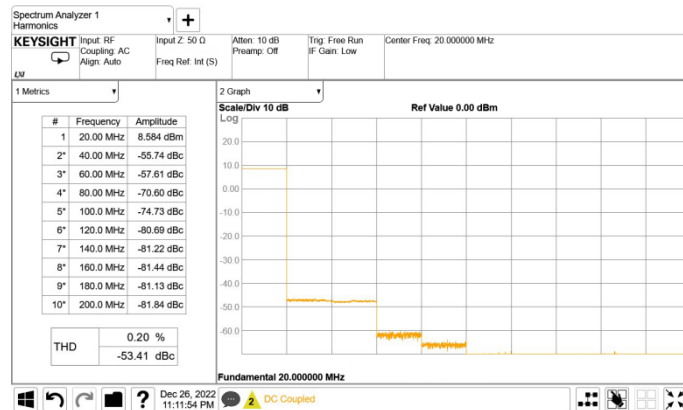 Spectrum Analyzer 1
Harmonics
+
KEYSIGHT
Input: RF
Coupling: AC
Align: Auto
Input Z: 50 Ω
Freq Ref: Int (S)
Atten: 10 dB
Preamp: Off
Trig: Free Run
IF Gain: Low
Center Freq: 20.000000 MHz
LXI
1 Metrics
# Frequency Amplitude
1 20.00 MHz 8.584 dBm
2* 40.00 MHz -55.74 dBc
3* 60.00 MHz -57.61 dBc
4* 80.00 MHz -70.60 dBc
5* 100.0 MHz -74.73 dBc
6* 120.0 MHz -80.69 dBc
7* 140.0 MHz -81.22 dBc
8* 160.0 MHz -81.44 dBc
9* 180.0 MHz -81.13 dBc
10* 200.0 MHz -81.84 dBc
THD
0.20 %
-53.41 dBc
2 Graph
Scale/Div 10 dB
Ref Value 0.00 dBm
Log
20.0
10.0
0.00
-10.0
-20.0
-30.0
-40.0
-50.0
-60.0
Fundamental 20.000000 MHz
?
Dec 26, 2022
11:11:54 PM
2
DC Coupled